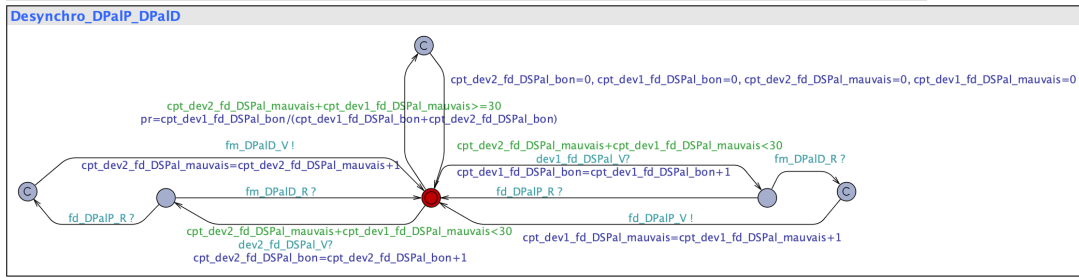 Desynchro_DPalP_DPalD
C
cpt_dev2_fd_DSPal_bon=0, cpt_dev1_fd_DSPal_bon=0, cpt_dev2_fd_DSPal_mauvais=0, cpt_dev1_fd_DSPal_mauvais=0
cpt_dev2_fd_DSPal_mauvais+cpt_dev1_fd_DSPal_mauvais>=30
pr=cpt_dev1_fd_DSPal_bon/(cpt_dev1_fd_DSPal_bon+cpt_dev2_fd_DSPal_bon)
fm_DPalD_V !
cpt_dev2_fd_DSPal_mauvais=cpt_dev2_fd_DSPal_mauvais+1
cpt_dev2_fd_DSPal_mauvais+cpt_dev1_fd_DSPal_mauvais<30
dev1_fd_DSPal_V?
cpt_dev1_fd_DSPal_bon=cpt_dev1_fd_DSPal_bon+1
fm_DPalD_R ?
C
fm_DPalD_R ?
fd_DPalP_R ?
C
fd_DPalP_R ?
fd_DPalP_V !
cpt_dev2_fd_DSPal_mauvais+cpt_dev1_fd_DSPal_mauvais<30
dev2_fd_DSPal_V?
cpt_dev2_fd_DSPal_bon=cpt_dev2_fd_DSPal_bon+1
cpt_dev1_fd_DSPal_mauvais=cpt_dev1_fd_DSPal_mauvais+1